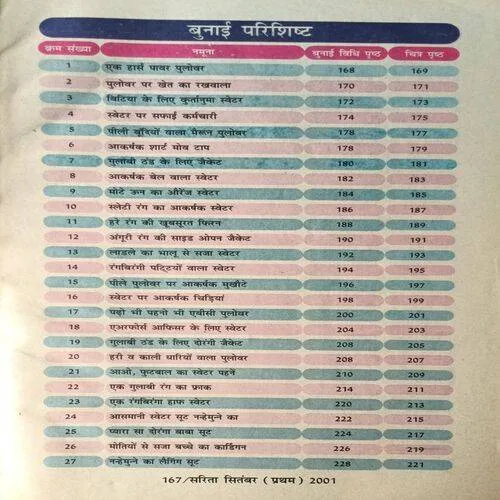 बुनाई परिशिष्ट
क्रम संख्या नमूना बुनाई विधि पृष्ठ चित्र पृष्ठ
1 एक हार्स पावर पुलोवर 168 169
2 पुलोवर पर खेत का रखवाला 170 171
3 बिटिया के लिए कुर्तानुमा स्वेटर 172 173
4 स्वेटर पर सफाई कर्मचारी 174 175
5 पीली बुंदियों वाला मैरून पुलोवर 178 177
6 आकर्षक शार्ट मोव टाप 178 179
7 गुलाबी ठंड के लिए जैकेट 180 181
8 आकर्षक बेल वाला स्वेटर 182 183
9 मोटे ऊन का औरेंज स्वेटर 184 185
10 स्लेटी रंग का आकर्षक स्वेटर 186 187
11 हरे रंग की खूबसूरत फिरन 188 189
12 अंगूरी रंग की साइड ओपन जैकेट 190 191
13 लाडले का भालू से सजा स्वेटर 192 193
14 रंगबिरंगी पट्टियों वाला स्वेटर 194 195
15 पीले पुलोवर पर आकर्षक मुखौटे 196 197
16 स्वेटर पर आकर्षक चिड़ियां 198 199
17 पढ़ो भी पहनो भी एबीसी पुलोवर 200 201
18 एअरफोर्स आफिसर के लिए स्वेटर 204 203
19 गुलाबी ठंड के लिए दोरंगी जैकेट 208 205
20 हरी व काली धारियों वाला पुलोवर 208 207
21 आओ, फुटबाल का स्वेटर पहनें 210 209
22 एक गुलाबी रंग का फ्राक 214 211
23 एक रंगबिरंगा हाफ स्वेटर 220 213
24 आसमानी स्वेटर सूट नन्हेमुन्ने का 222 215
25 प्यारा सा दोरंगा बाबा सूट 224 217
26 मोतियों से सजा बच्चे का कार्डिगन 226 219
27 नन्हेमुन्ने का लैगिंग सूट 228 221
167/सरिता सितंबर (प्रथम) 2001